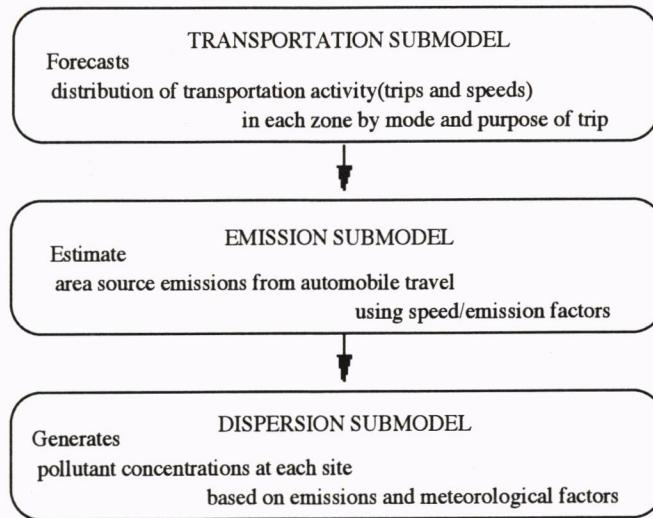 TRANSPORTATION SUBMODEL
Forecasts
distribution of transportation activity(trips and speeds)
in each zone by mode and purpose of trip
EMISSION SUBMODEL
Estimate
area source emissions from automobile travel
using speed/emission factors
DISPERSION SUBMODEL
Generates
pollutant concentrations at each site
based on emissions and meteorological factors